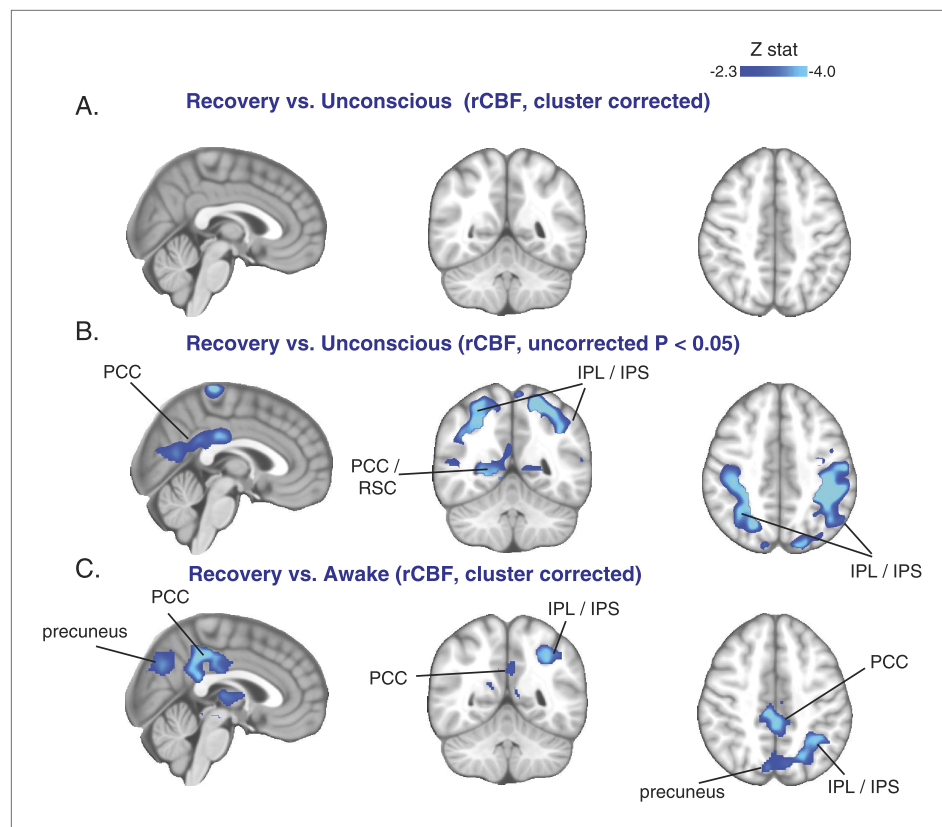 Z stat
-2.3 -4.0
A. Recovery vs. Unconscious (rCBF, cluster corrected)
B. Recovery vs. Unconscious (rCBF, uncorrected P < 0.05)
PCC
IPL / IPS
PCC /
RSC
IPL / IPS
C. Recovery vs. Awake (rCBF, cluster corrected)
PCC
precuneus
IPL / IPS
PCC
PCC
precuneus
IPL / IPS